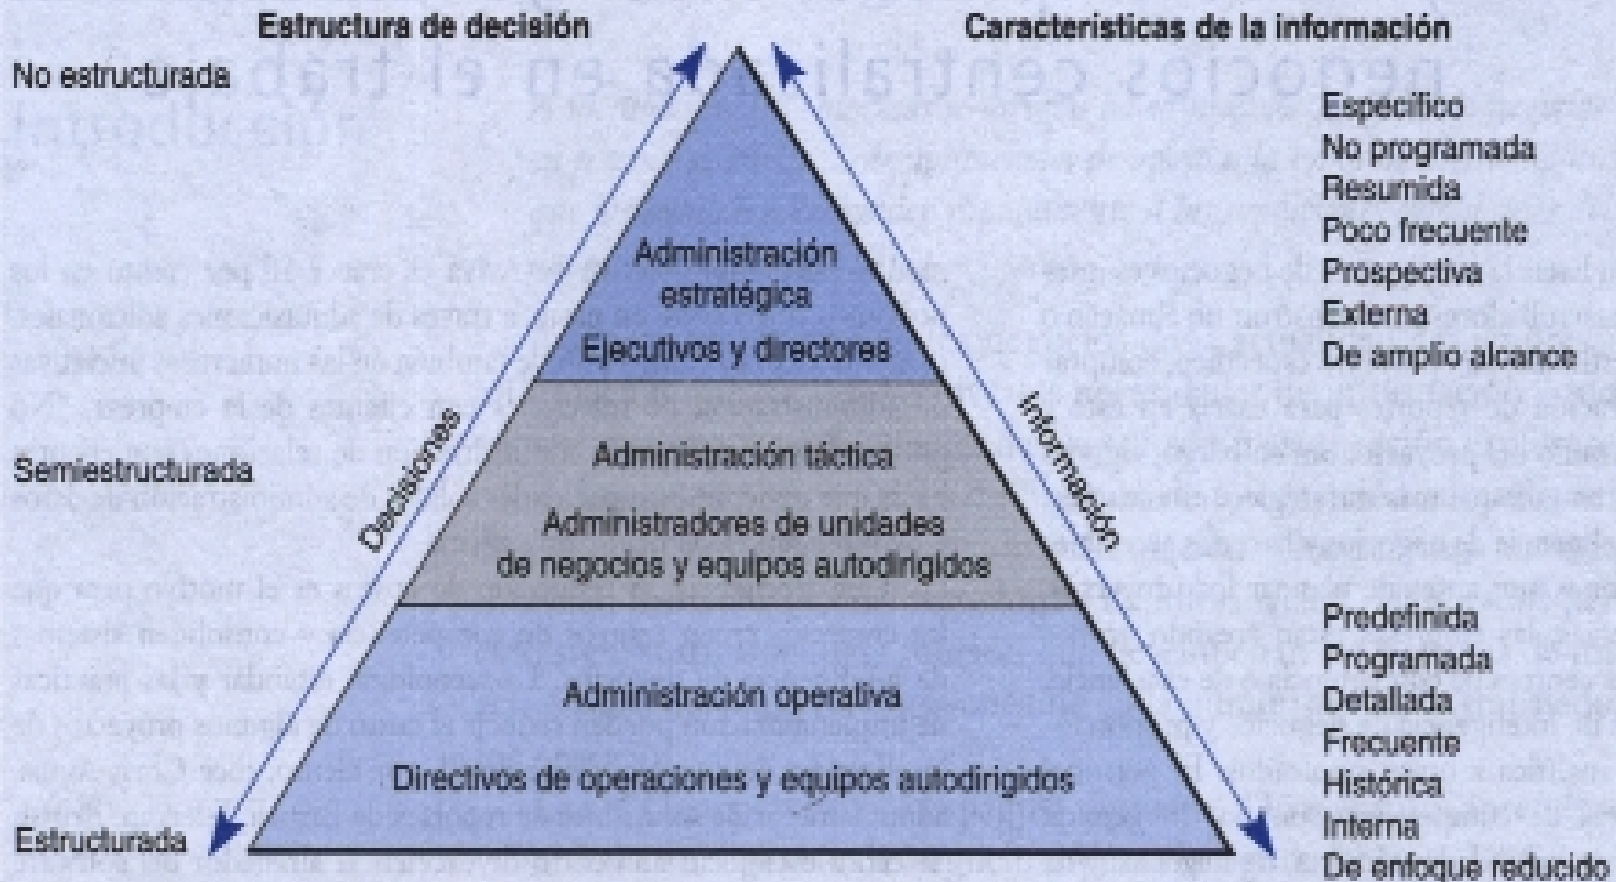 Estructura de decisión
Características de la información
No estructurada
Específico
No programada
Resumida
Poco frecuente
Prospectiva
Externa
De amplio alcance
Administración
estratégica
Ejecutivos y directores
Decisiones
Información
Semiestructurada
Administración táctica
Administradores de unidades
de negocios y equipos autodirigidos
Predefinida
Programada
Detallada
Frecuente
Histórica
Interna
De enfoque reducido
Administración operativa
Directivos de operaciones y equipos autodirigidos
Estructurada